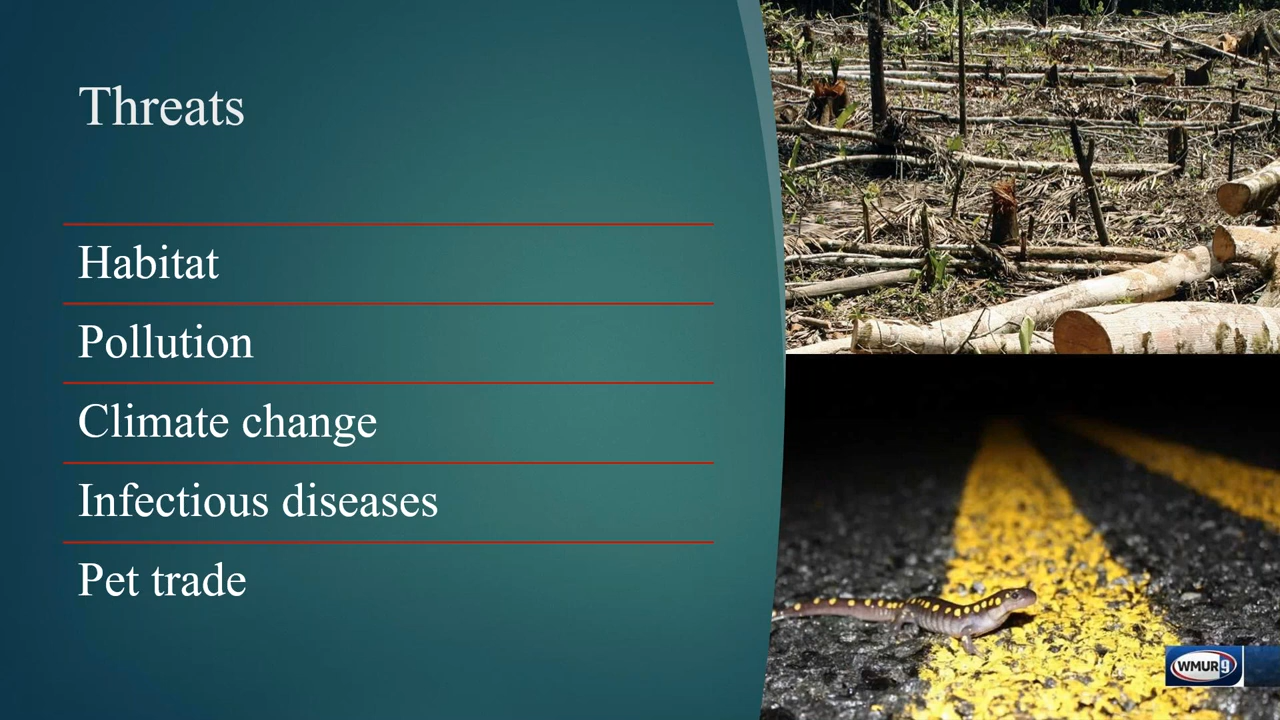 Threats
Habitat
Pollution
Climate change
Infectious diseases
Pet trade
WMUR9